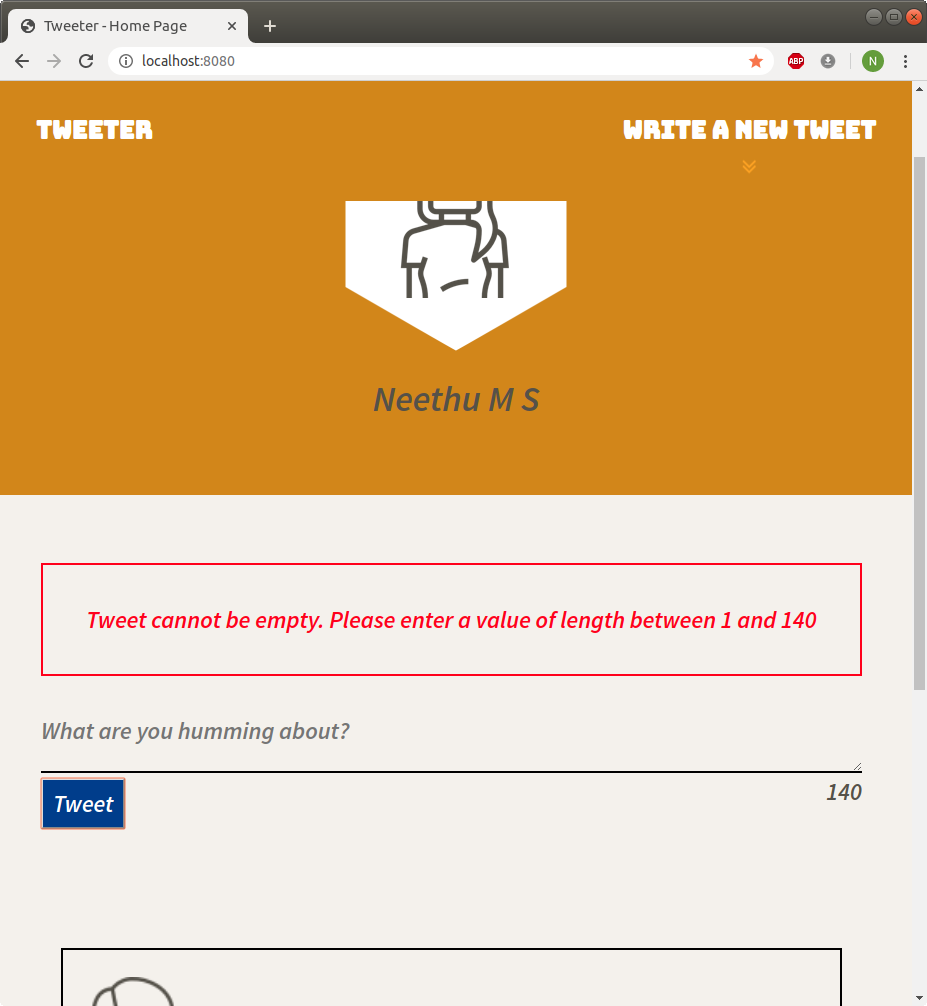 Tweeter - Home Page
localhost:8080
ABP
N
TWEETER
WRITE A NEW TWEET
Neethu M S
Tweet cannot be empty. Please enter a value of length between 1 and 140
What are you humming about?
Tweet
140